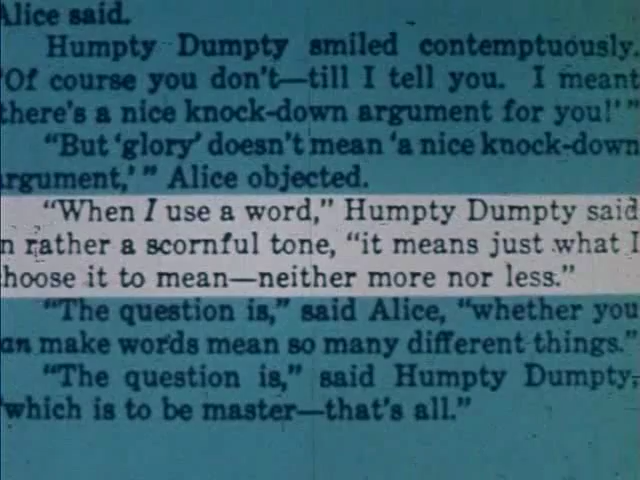 Alice said.
Humpty Dumpty smiled contemptuously.
'Of course you don't—till I tell you. I meant
there's a nice knock-down argument for you!'"
"But 'glory' doesn't mean 'a nice knock-down
rgument,'" Alice objected.
"When I use a word," Humpty Dumpty said
n rather a scornful tone, "it means just what I
hoose it to mean—neither more nor less."
"The question is," said Alice, "whether you
an make words mean so many different things."
"The question is," said Humpty Dumpty,
"which is to be master—that's all."